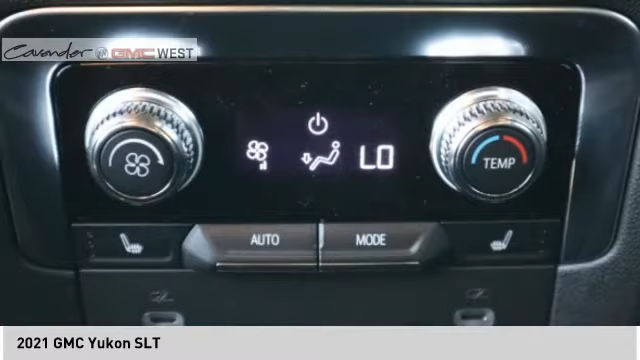 Cavender GMC WEST
LO
TEMP
AUTO MODE
2021 GMC Yukon SLT